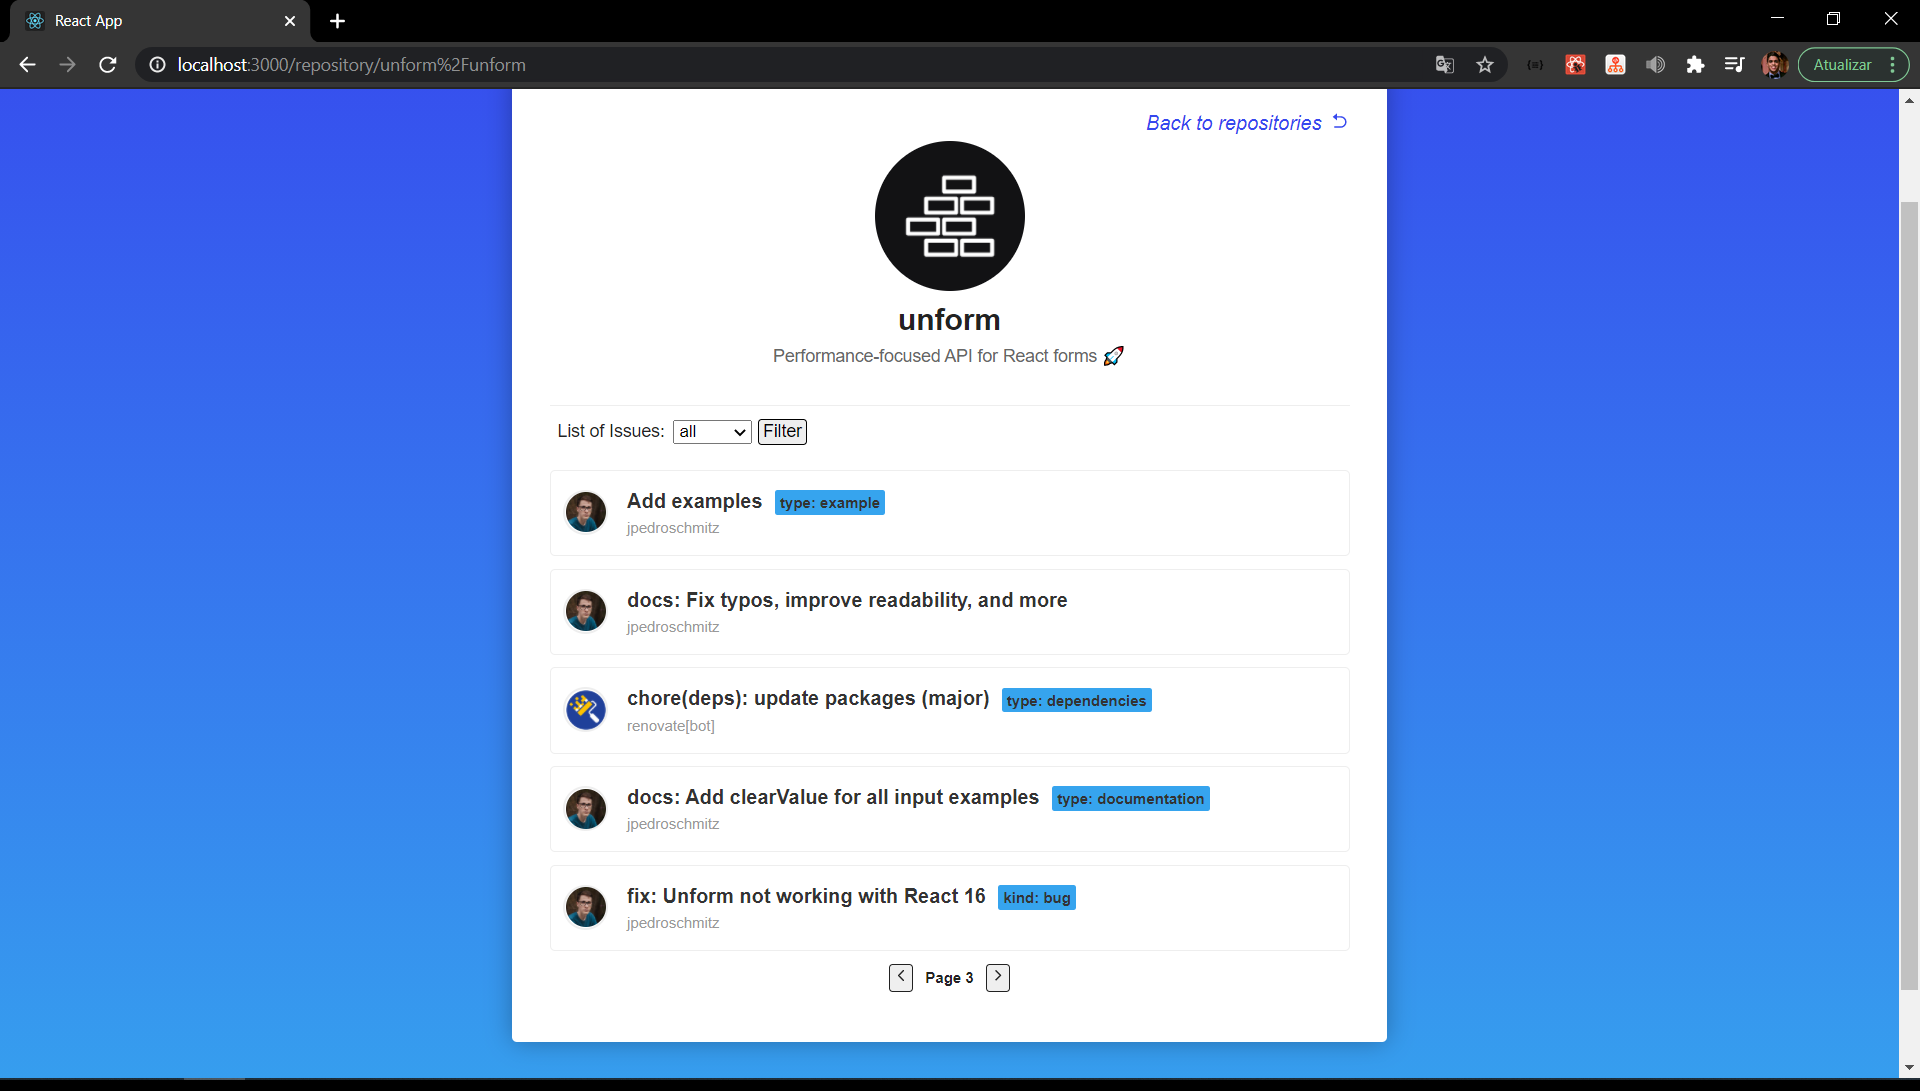 React App
localhost:3000/repository/unform%2Funform
Atualizar
Back to repositories
unform
Performance-focused API for React forms 🚀
List of Issues: all Filter
Add examples type: example
jpedroschmitz
docs: Fix typos, improve readability, and more
jpedroschmitz
chore(deps): update packages (major) type: dependencies
renovate[bot]
docs: Add clearValue for all input examples type: documentation
jpedroschmitz
fix: Unform not working with React 16 kind: bug
jpedroschmitz
Page 3